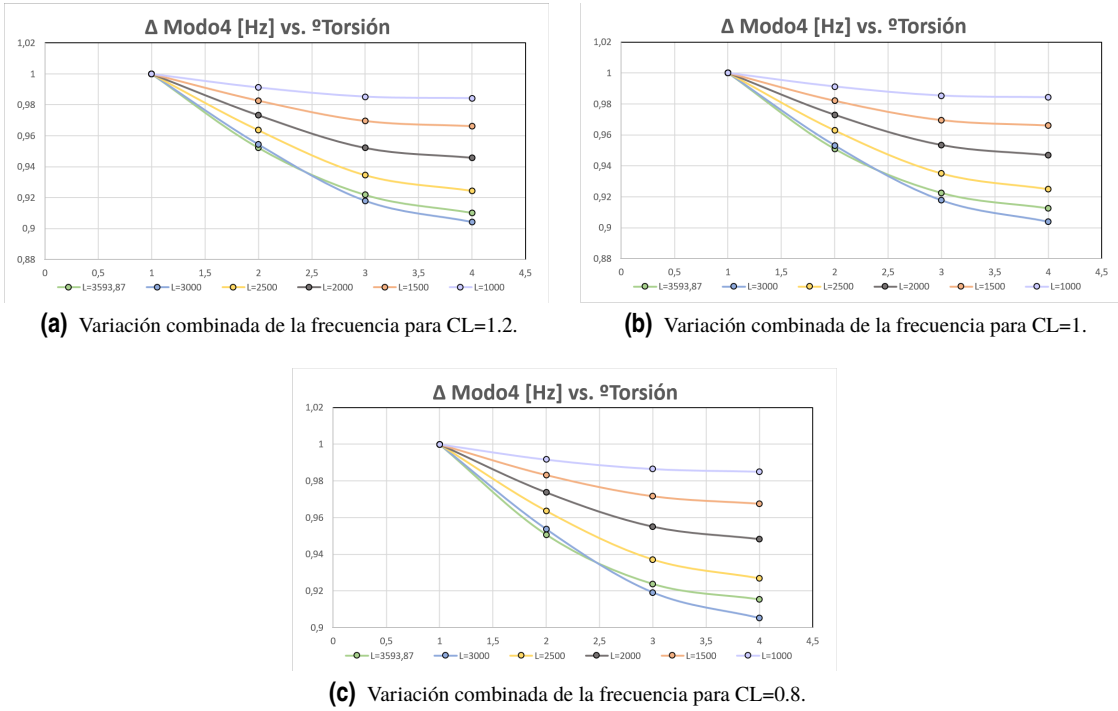 Δ Modo4 [Hz] vs. ºTorsión
1,02
1
0,98
0,96
0,94
0,92
0,9
0,88
0 0,5 1 1,5 2 2,5 3 3,5 4 4,5
L=3593,87 L=3000 L=2500 L=2000 L=1500 L=1000
(a) Variación combinada de la frecuencia para CL=1.2.
Δ Modo4 [Hz] vs. ºTorsión
1,02
1
0,98
0,96
0,94
0,92
0,9
0,88
0 0,5 1 1,5 2 2,5 3 3,5 4 4,5
L=3593,87 L=3000 L=2500 L=2000 L=1500 L=1000
(b) Variación combinada de la frecuencia para CL=1.
Δ Modo4 [Hz] vs. ºTorsión
1,02
1
0,98
0,96
0,94
0,92
0,9
0 0,5 1 1,5 2 2,5 3 3,5 4 4,5
L=3593,87 L=3000 L=2500 L=2000 L=1500 L=1000
(c) Variación combinada de la frecuencia para CL=0.8.